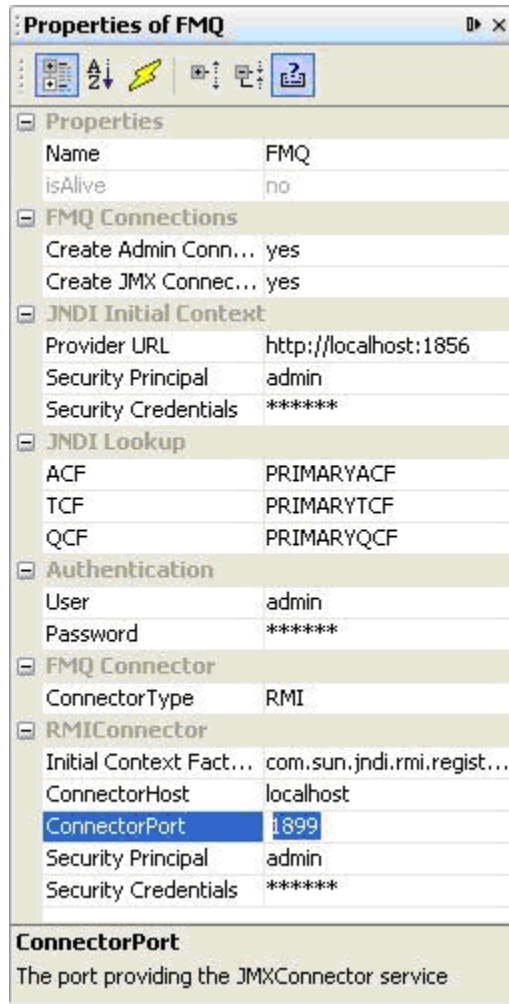 Properties of FMQ
Properties
Name FMQ
isAlive no
FMQ Connections
Create Admin Conn... yes
Create JMX Connec... yes
JNDI Initial Context
Provider URL http://localhost:1856
Security Principal admin
Security Credentials ******
JNDI Lookup
ACF PRIMARYACF
TCF PRIMARYTCF
QCF PRIMARYQCF
Authentication
User admin
Password ******
FMQ Connector
ConnectorType RMI
RMIConnector
Initial Context Fact... com.sun.jndi.rmi.regist...
ConnectorHost localhost
ConnectorPort 1899
Security Principal admin
Security Credentials ******
ConnectorPort
The port providing the JMXConnector service